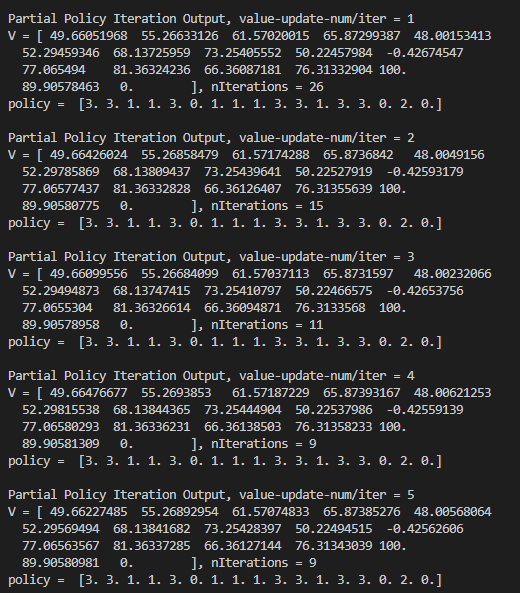 Partial Policy Iteration Output, value-update-num/iter = 1
V = [ 49.66051968  55.26633126  61.57020015  65.87299387  48.00153413
  52.29459346  68.13725959  73.25405552  50.22457984  -0.42674547
  77.065494    81.36324236  66.36087181  76.31332904 100.
  89.90578463   0.        ], nIterations = 26
policy =  [3. 3. 1. 1. 3. 0. 1. 1. 1. 3. 3. 1. 3. 3. 0. 2. 0.]

Partial Policy Iteration Output, value-update-num/iter = 2
V = [ 49.66426024  55.26858479  61.57174288  65.8736842   48.0049156
  52.29785869  68.13809437  73.25439641  50.22527919  -0.42593179
  77.06577437  81.36332828  66.36126407  76.31355639 100.
  89.90580775   0.        ], nIterations = 15
policy =  [3. 3. 1. 1. 3. 0. 1. 1. 1. 3. 3. 1. 3. 3. 0. 2. 0.]

Partial Policy Iteration Output, value-update-num/iter = 3
V = [ 49.66099556  55.26684099  61.57037113  65.8731597   48.00232066
  52.29494873  68.13747415  73.25410797  50.22466575  -0.42653756
  77.0655304   81.36326614  66.36094871  76.3133568  100.
  89.90578958   0.        ], nIterations = 11
policy =  [3. 3. 1. 1. 3. 0. 1. 1. 1. 3. 3. 1. 3. 3. 0. 2. 0.]

Partial Policy Iteration Output, value-update-num/iter = 4
V = [ 49.66476677  55.2693853   61.57187229  65.87393167  48.00621253
  52.29815538  68.13844365  73.25444904  50.22537986  -0.42559139
  77.06580293  81.36336231  66.36138503  76.31358233 100.
  89.90581309   0.        ], nIterations = 9
policy =  [3. 3. 1. 1. 3. 0. 1. 1. 1. 3. 3. 1. 3. 3. 0. 2. 0.]

Partial Policy Iteration Output, value-update-num/iter = 5
V = [ 49.66227485  55.26892954  61.57074833  65.87385276  48.00568064
  52.29569494  68.13841682  73.25428397  50.22494515  -0.42562606
  77.06563567  81.36337285  66.36127144  76.31343039 100.
  89.90580981   0.        ], nIterations = 9
policy =  [3. 3. 1. 1. 3. 0. 1. 1. 1. 3. 3. 1. 3. 3. 0. 2. 0.]